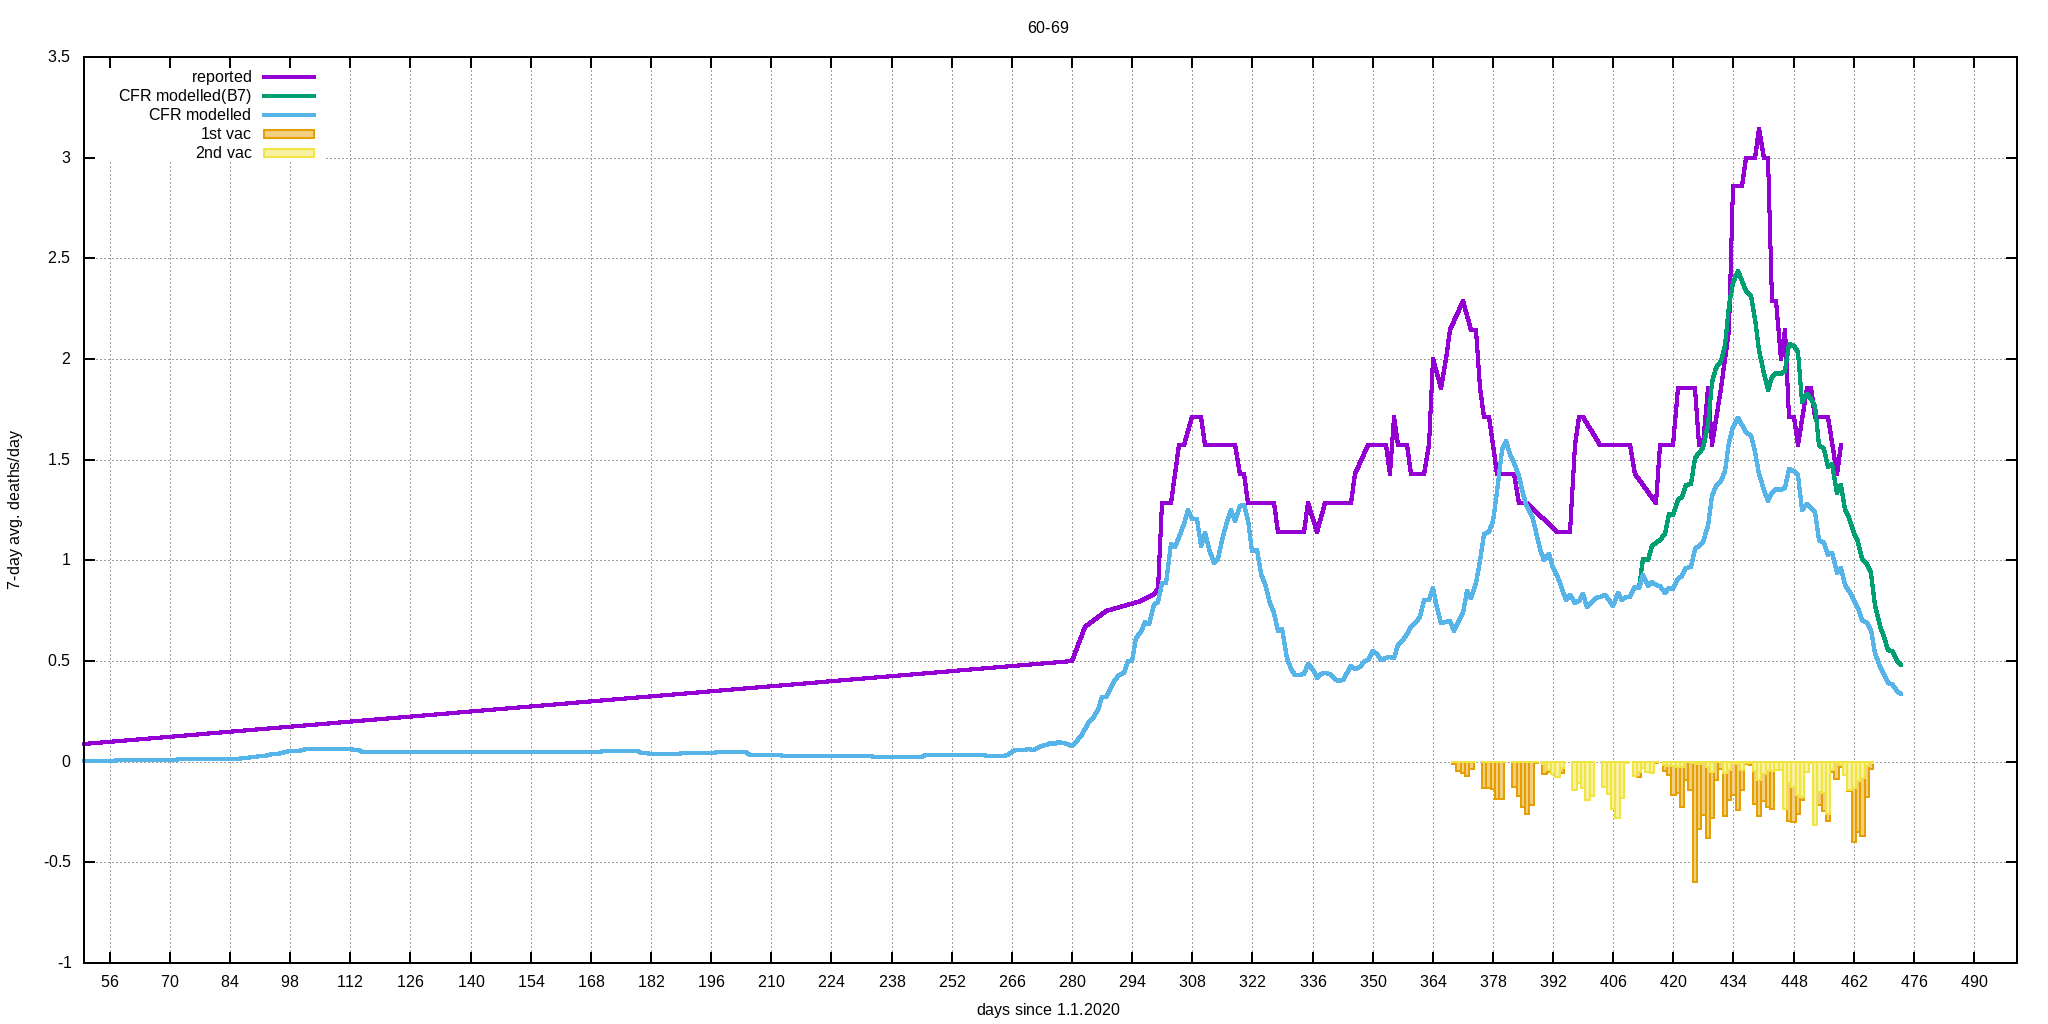 60-69
3.5
3
2.5
2
1.5
1
0.5
0
-0.5
-1
7-day avg. deaths/day
reported
CFR modelled(B7)
CFR modelled
1st vac
2nd vac
56 70 84 98 112 126 140 154 168 182 196 210 224 238 252 266 280 294 308 322 336 350 364 378 392 406 420 434 448 462 476 490
days since 1.1.2020